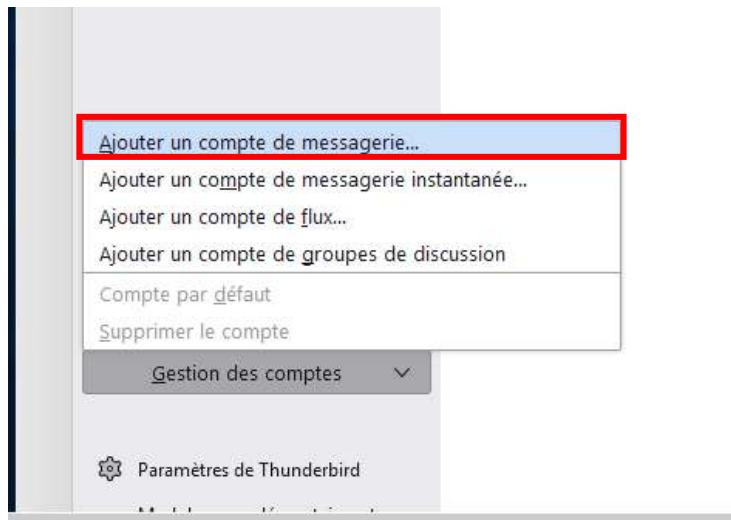 Ajouter un compte de messagerie...
Ajouter un compte de messagerie instantanée...
Ajouter un compte de flux...
Ajouter un compte de groupes de discussion
Compte par défaut
Supprimer le compte
Gestion des comptes
Paramètres de Thunderbird